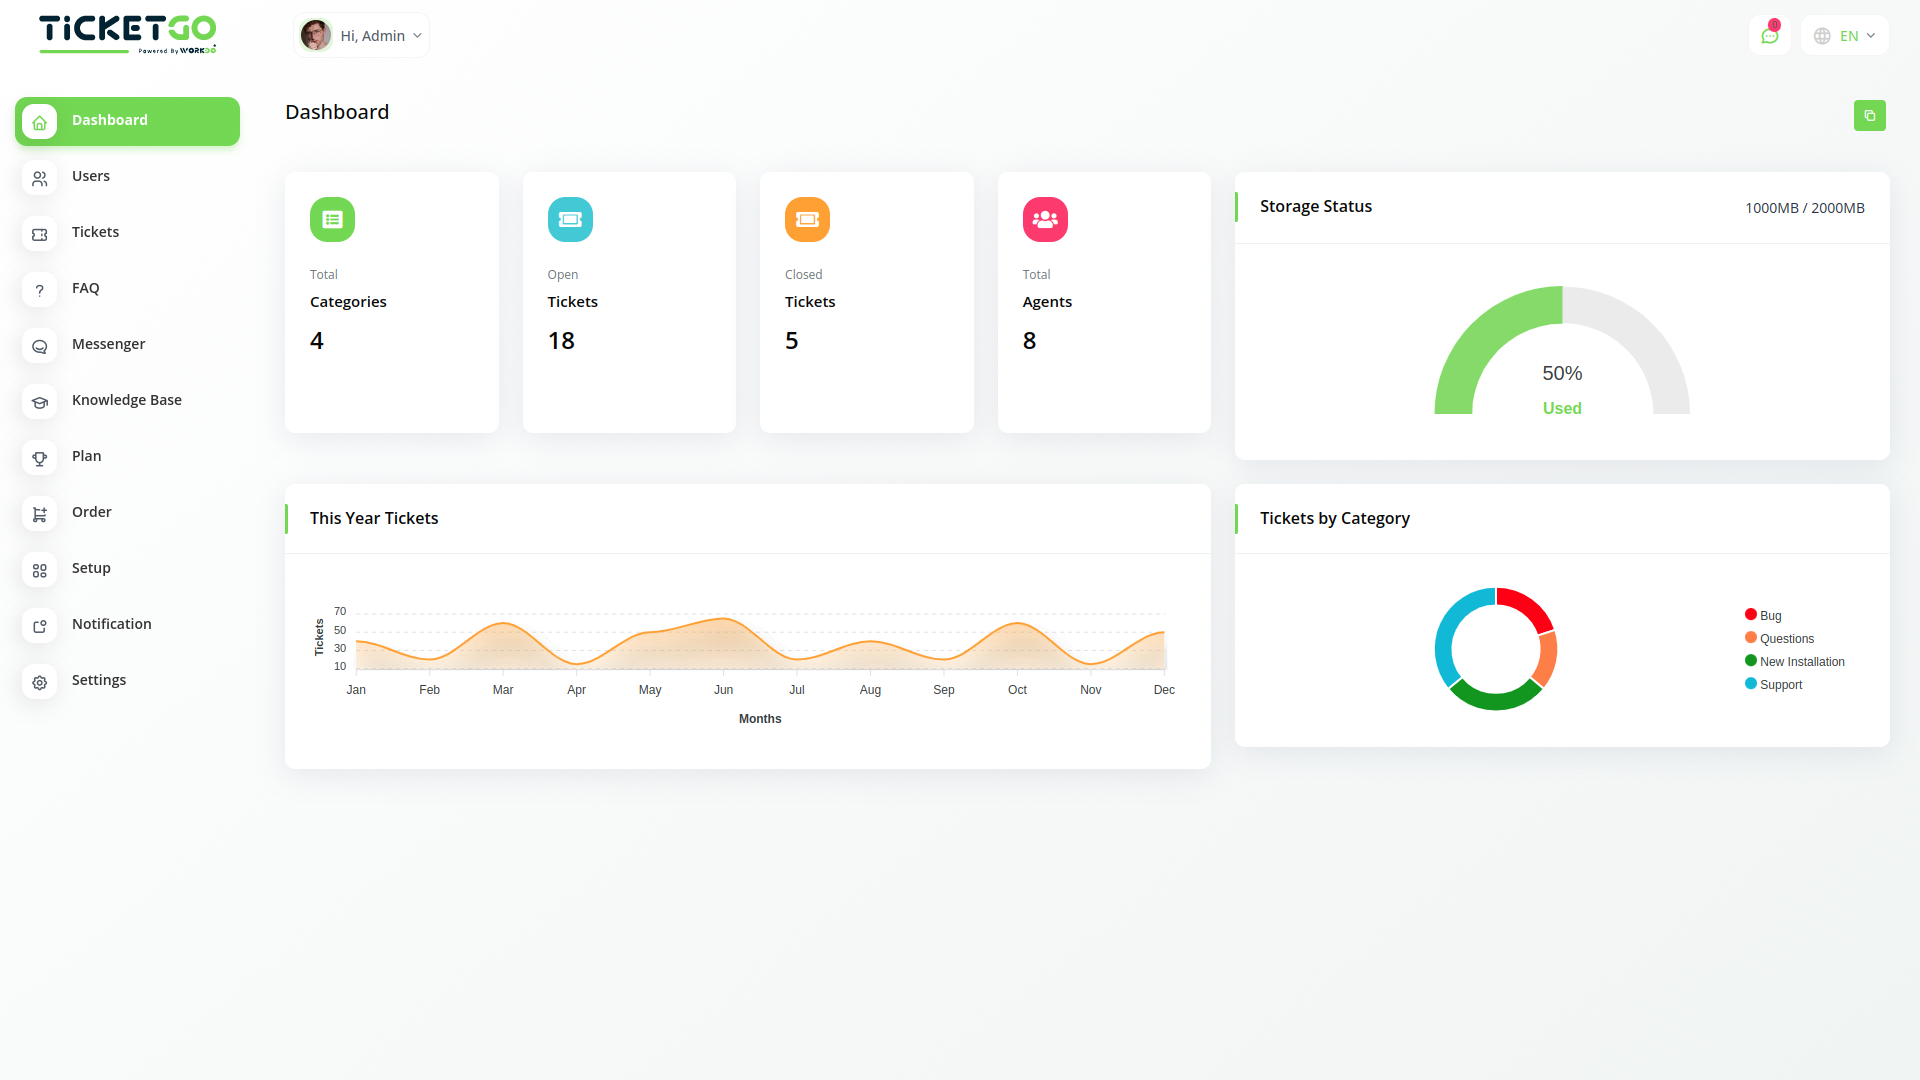 TICKETGO
Powered By WORKDO
Hi, Admin
EN
Dashboard
Users
Tickets
FAQ
Messenger
Knowledge Base
Plan
Order
Setup
Notification
Settings
Dashboard
Total
Categories
4
Open
Tickets
18
Closed
Tickets
5
Total
Agents
8
Storage Status
1000MB / 2000MB
50%
Used
This Year Tickets
Tickets
70
50
30
10
Jan Feb Mar Apr May Jun Jul Aug Sep Oct Nov Dec
Months
Tickets by Category
Bug
Questions
New Installation
Support